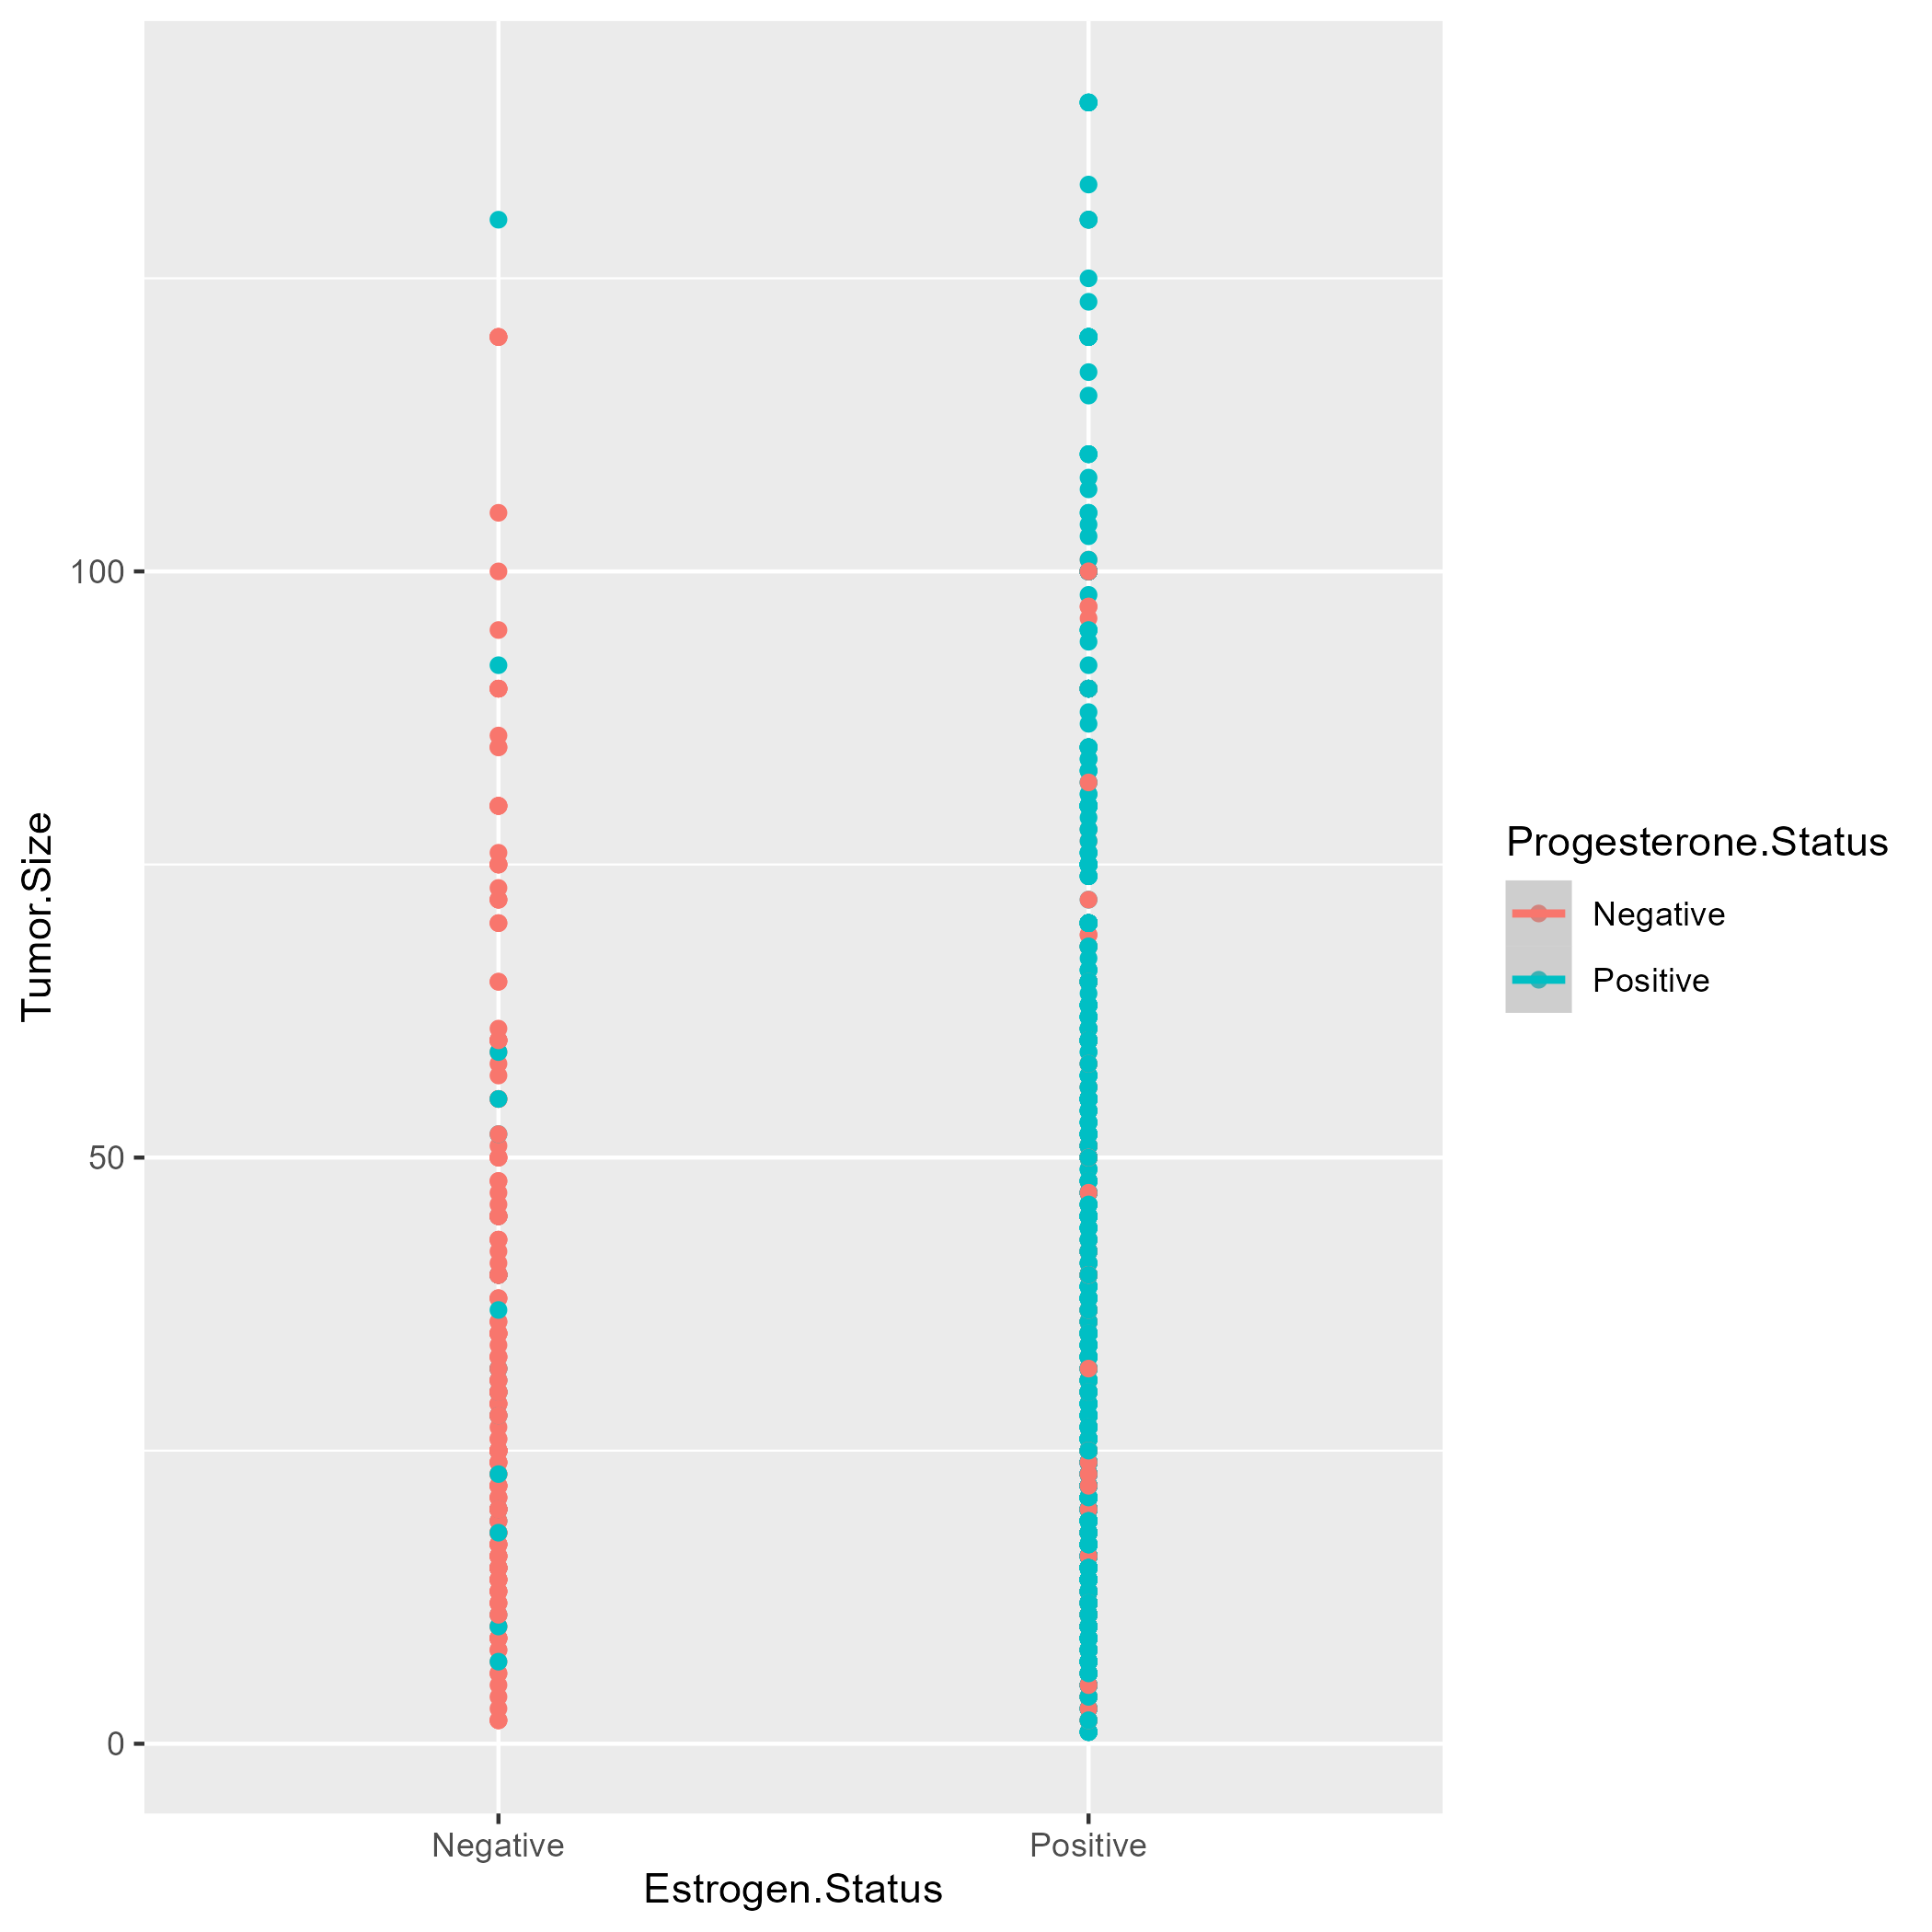 Tumor.Size
100
50
0
Negative
Positive
Estrogen.Status
Progesterone.Status
Negative
Positive